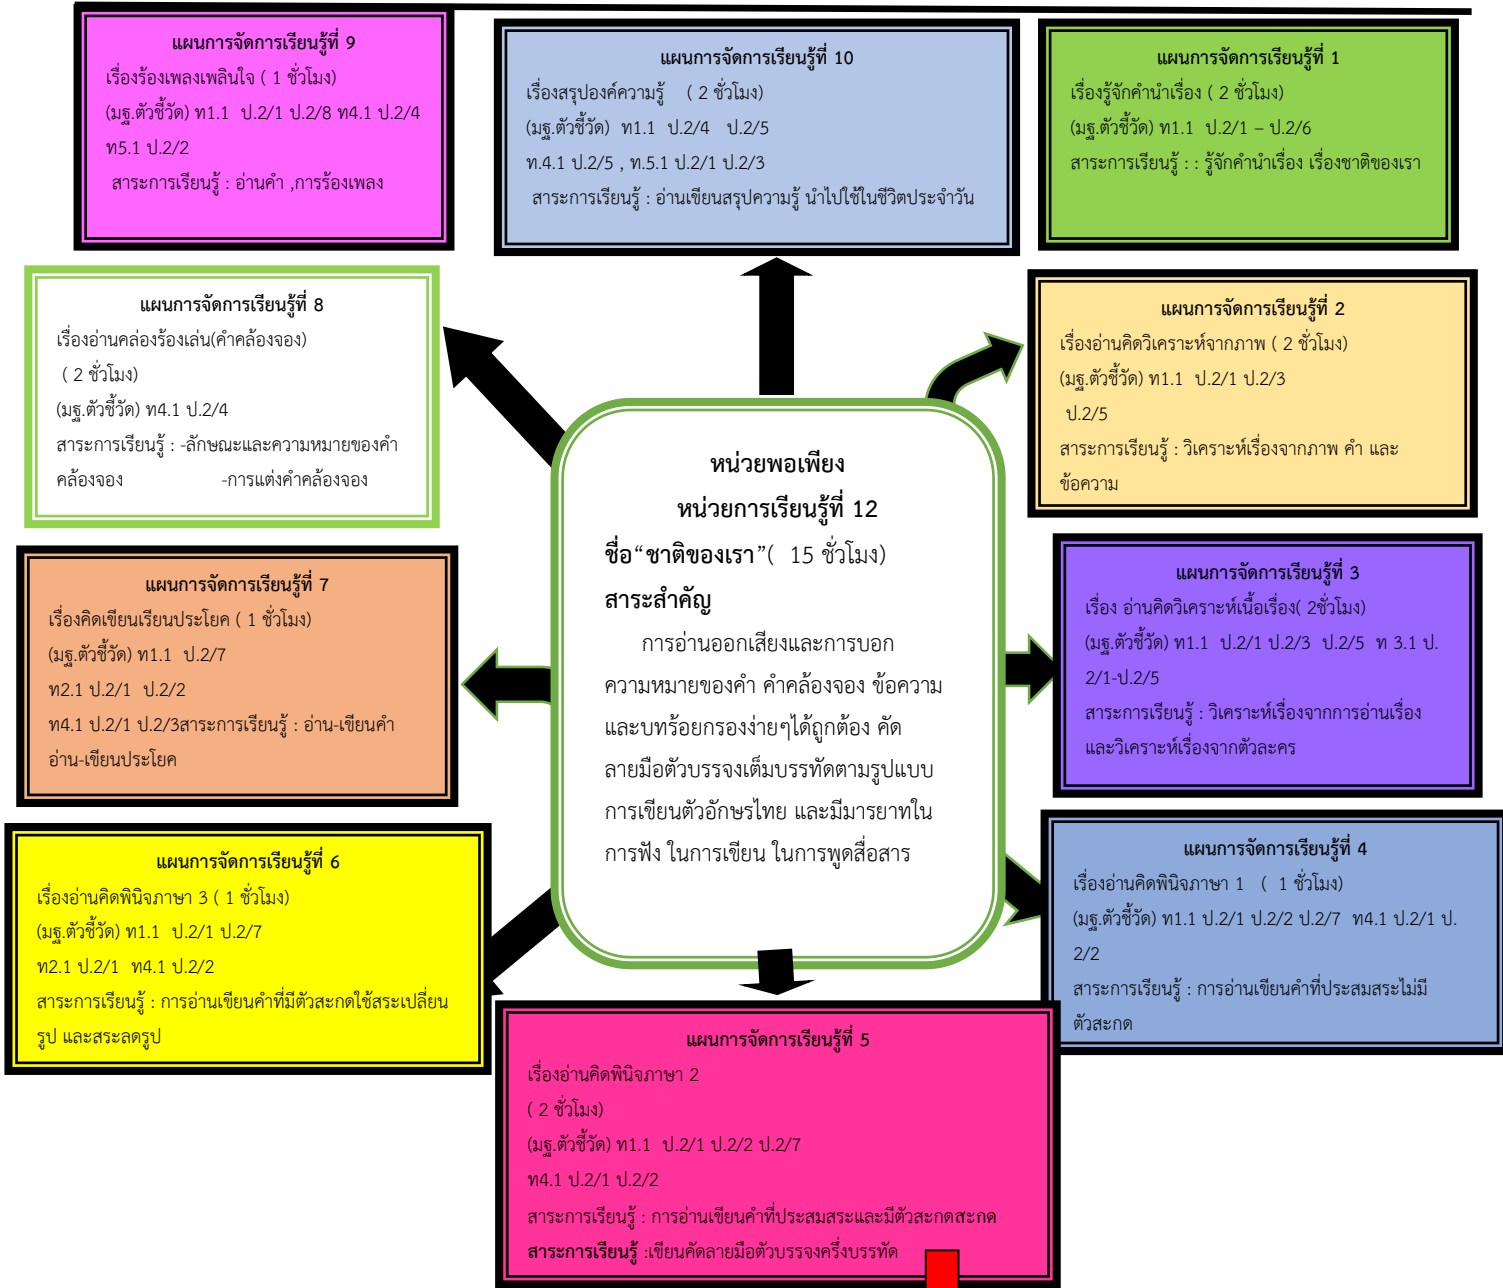 แผนการจัดการเรียนรู้ที่ 9
เรื่องร้องเพลงเพลินใจ ( 1 ชั่วโมง)
(มฐ.ตัวชี้วัด) ท1.1 ป.2/1 ป.2/8 ท4.1 ป.2/4
ท5.1 ป.2/2
สาระการเรียนรู้ : อ่านคำ ,การร้องเพลง
แผนการจัดการเรียนรู้ที่ 10
เรื่องสรุปองค์ความรู้ ( 2 ชั่วโมง)
(มฐ.ตัวชี้วัด) ท1.1 ป.2/4 ป.2/5
ท.4.1 ป.2/5 , ท.5.1 ป.2/1 ป.2/3
สาระการเรียนรู้ : อ่านเขียนสรุปความรู้ นำไปใช้ในชีวิตประจำวัน
แผนการจัดการเรียนรู้ที่ 1
เรื่องรู้จักคำนำเรื่อง ( 2 ชั่วโมง)
(มฐ.ตัวชี้วัด) ท1.1 ป.2/1 – ป.2/6
สาระการเรียนรู้ : : รู้จักคำนำเรื่อง เรื่องชาติของเรา
แผนการจัดการเรียนรู้ที่ 8
เรื่องอ่านคล่องร้องเล่น(คำคล้องจอง)
( 2 ชั่วโมง)
(มฐ.ตัวชี้วัด) ท4.1 ป.2/4
สาระการเรียนรู้ : -ลักษณะและความหมายของคำ
คล้องจอง -การแต่งคำคล้องจอง
แผนการจัดการเรียนรู้ที่ 2
เรื่องอ่านคิดวิเคราะห์จากภาพ ( 2 ชั่วโมง)
(มฐ.ตัวชี้วัด) ท1.1 ป.2/1 ป.2/3
ป.2/5
สาระการเรียนรู้ : วิเคราะห์เรื่องจากภาพ คำ และ
ข้อความ
หน่วยพอเพียง
หน่วยการเรียนรู้ที่ 12
ชื่อ“ชาติของเรา”( 15 ชั่วโมง)
สาระสำคัญ
การอ่านออกเสียงและการบอก
ความหมายของคำ คำคล้องจอง ข้อความ
และบทร้อยกรองง่ายๆได้ถูกต้อง คัด
ลายมือตัวบรรจงเต็มบรรทัดตามรูปแบบ
การเขียนตัวอักษรไทย และมีมารยาทใน
การฟัง ในการเขียน ในการพูดสื่อสาร
แผนการจัดการเรียนรู้ที่ 7
เรื่องคิดเขียนเรียนประโยค ( 1 ชั่วโมง)
(มฐ.ตัวชี้วัด) ท1.1 ป.2/7
ท2.1 ป.2/1 ป.2/2
ท4.1 ป.2/1 ป.2/3สาระการเรียนรู้ : อ่าน-เขียนคำ
อ่าน-เขียนประโยค
แผนการจัดการเรียนรู้ที่ 3
เรื่อง อ่านคิดวิเคราะห์เนื้อเรื่อง( 2ชั่วโมง)
(มฐ.ตัวชี้วัด) ท1.1 ป.2/1 ป.2/3 ป.2/5 ท 3.1 ป.
2/1-ป.2/5
สาระการเรียนรู้ : วิเคราะห์เรื่องจากการอ่านเรื่อง
และวิเคราะห์เรื่องจากตัวละคร
แผนการจัดการเรียนรู้ที่ 6
เรื่องอ่านคิดพินิจภาษา 3 ( 1 ชั่วโมง)
(มฐ.ตัวชี้วัด) ท1.1 ป.2/1 ป.2/7
ท2.1 ป.2/1 ท4.1 ป.2/2
สาระการเรียนรู้ : การอ่านเขียนคำที่มีตัวสะกดใช้สระเปลี่ยน
รูป และสระลดรูป
แผนการจัดการเรียนรู้ที่ 4
เรื่องอ่านคิดพินิจภาษา 1 ( 1 ชั่วโมง)
(มฐ.ตัวชี้วัด) ท1.1 ป.2/1 ป.2/2 ป.2/7 ท4.1 ป.2/1 ป.
2/2
สาระการเรียนรู้ : การอ่านเขียนคำที่ประสมสระไม่มี
ตัวสะกด
แผนการจัดการเรียนรู้ที่ 5
เรื่องอ่านคิดพินิจภาษา 2
( 2 ชั่วโมง)
(มฐ.ตัวชี้วัด) ท1.1 ป.2/1 ป.2/2 ป.2/7
ท4.1 ป.2/1 ป.2/2
สาระการเรียนรู้ : การอ่านเขียนคำที่ประสมสระและมีตัวสะกดสะกด
สาระการเรียนรู้ :เขียนคัดลายมือตัวบรรจงครึ่งบรรทัด